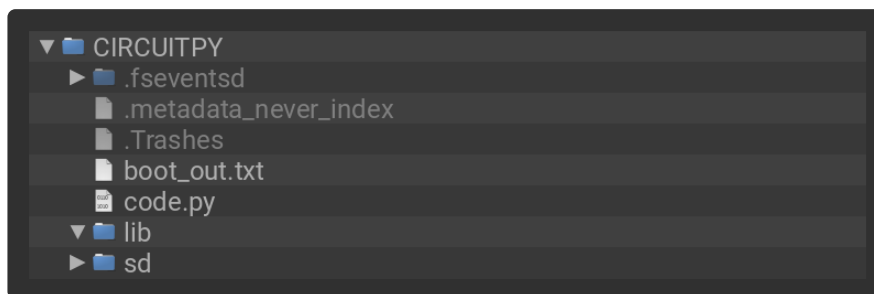 CIRCUITPY
.fseventsd
.metadata_never_index
.Trashes
boot_out.txt
code.py
lib
sd